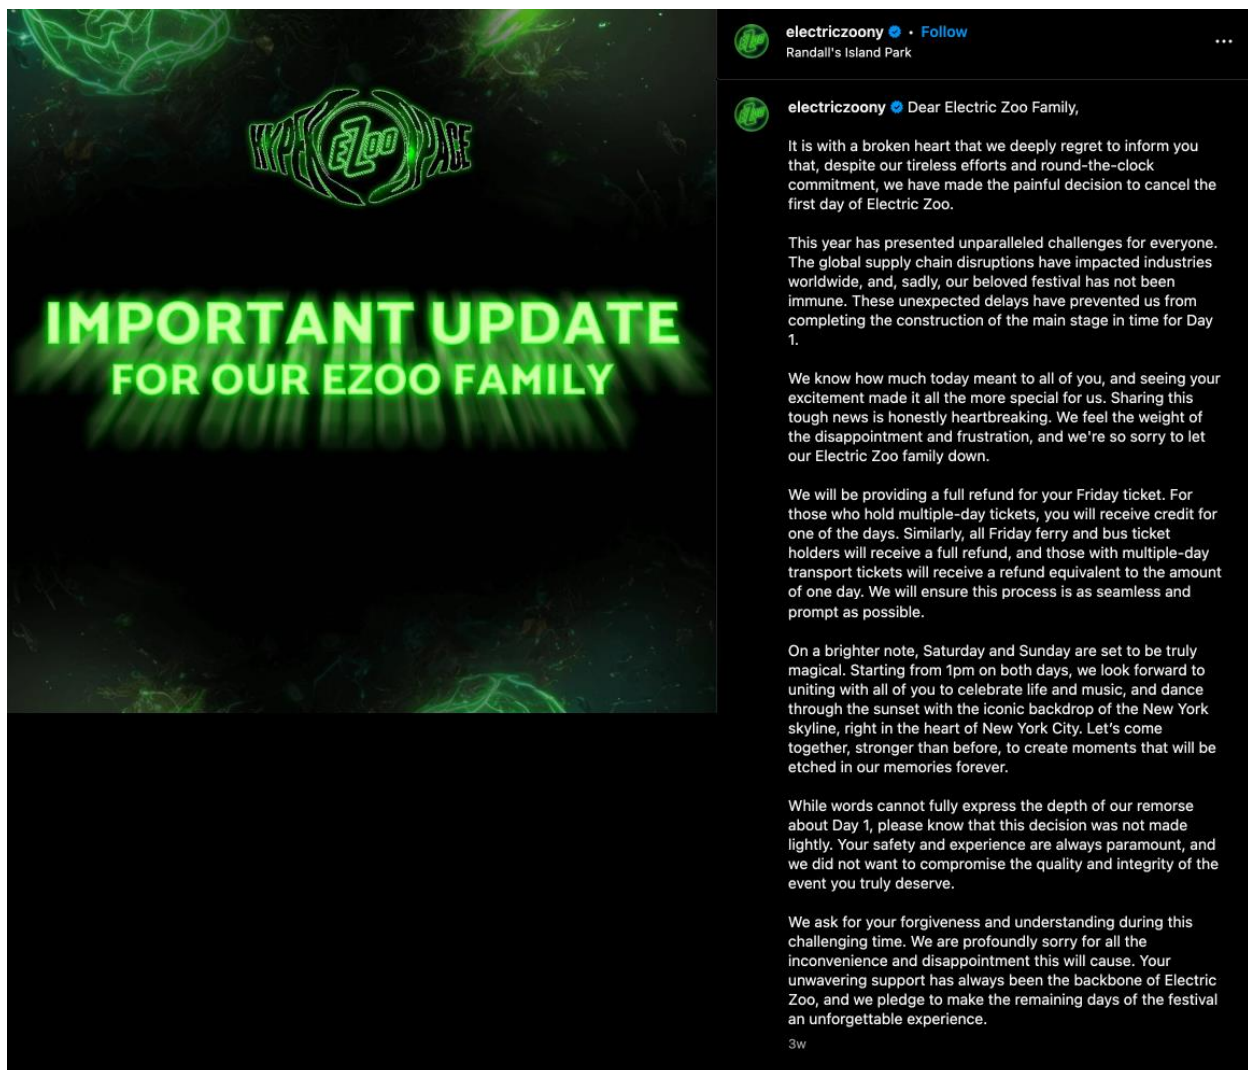 HYPER EZOO SPACE
IMPORTANT UPDATE
FOR OUR EZOO FAMILY
EZoo
electriczoony • Follow
Randall's Island Park
...
EZoo
electriczoony Dear Electric Zoo Family,
It is with a broken heart that we deeply regret to inform you
that, despite our tireless efforts and round-the-clock
commitment, we have made the painful decision to cancel the
first day of Electric Zoo.
This year has presented unparalleled challenges for everyone.
The global supply chain disruptions have impacted industries
worldwide, and, sadly, our beloved festival has not been
immune. These unexpected delays have prevented us from
completing the construction of the main stage in time for Day
1.
We know how much today meant to all of you, and seeing your
excitement made it all the more special for us. Sharing this
tough news is honestly heartbreaking. We feel the weight of
the disappointment and frustration, and we're so sorry to let
our Electric Zoo family down.
We will be providing a full refund for your Friday ticket. For
those who hold multiple-day tickets, you will receive credit for
one of the days. Similarly, all Friday ferry and bus ticket
holders will receive a full refund, and those with multiple-day
transport tickets will receive a refund equivalent to the amount
of one day. We will ensure this process is as seamless and
prompt as possible.
On a brighter note, Saturday and Sunday are set to be truly
magical. Starting from 1pm on both days, we look forward to
uniting with all of you to celebrate life and music, and dance
through the sunset with the iconic backdrop of the New York
skyline, right in the heart of New York City. Let’s come
together, stronger than before, to create moments that will be
etched in our memories forever.
While words cannot fully express the depth of our remorse
about Day 1, please know that this decision was not made
lightly. Your safety and experience are always paramount, and
we did not want to compromise the quality and integrity of the
event you truly deserve.
We ask for your forgiveness and understanding during this
challenging time. We are profoundly sorry for all the
inconvenience and disappointment this will cause. Your
unwavering support has always been the backbone of Electric
Zoo, and we pledge to make the remaining days of the festival
an unforgettable experience.
3w